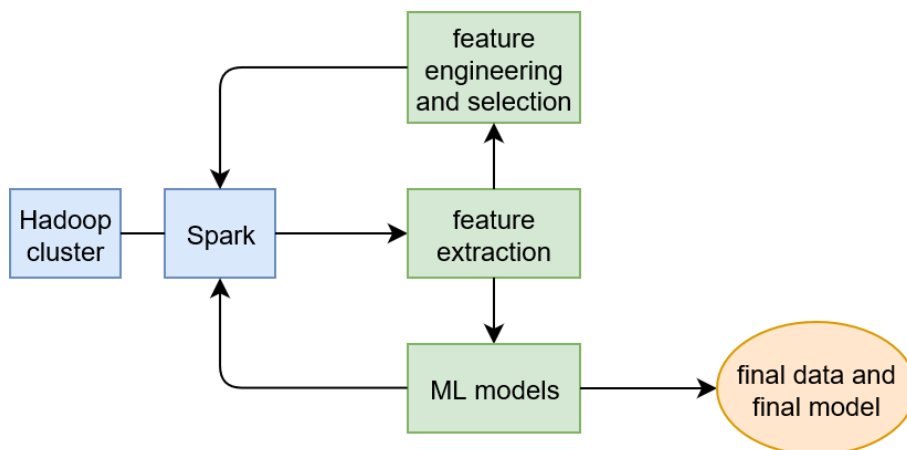 feature
engineering
and selection
Hadoop
cluster
Spark
feature
extraction
ML models
final data and
final model